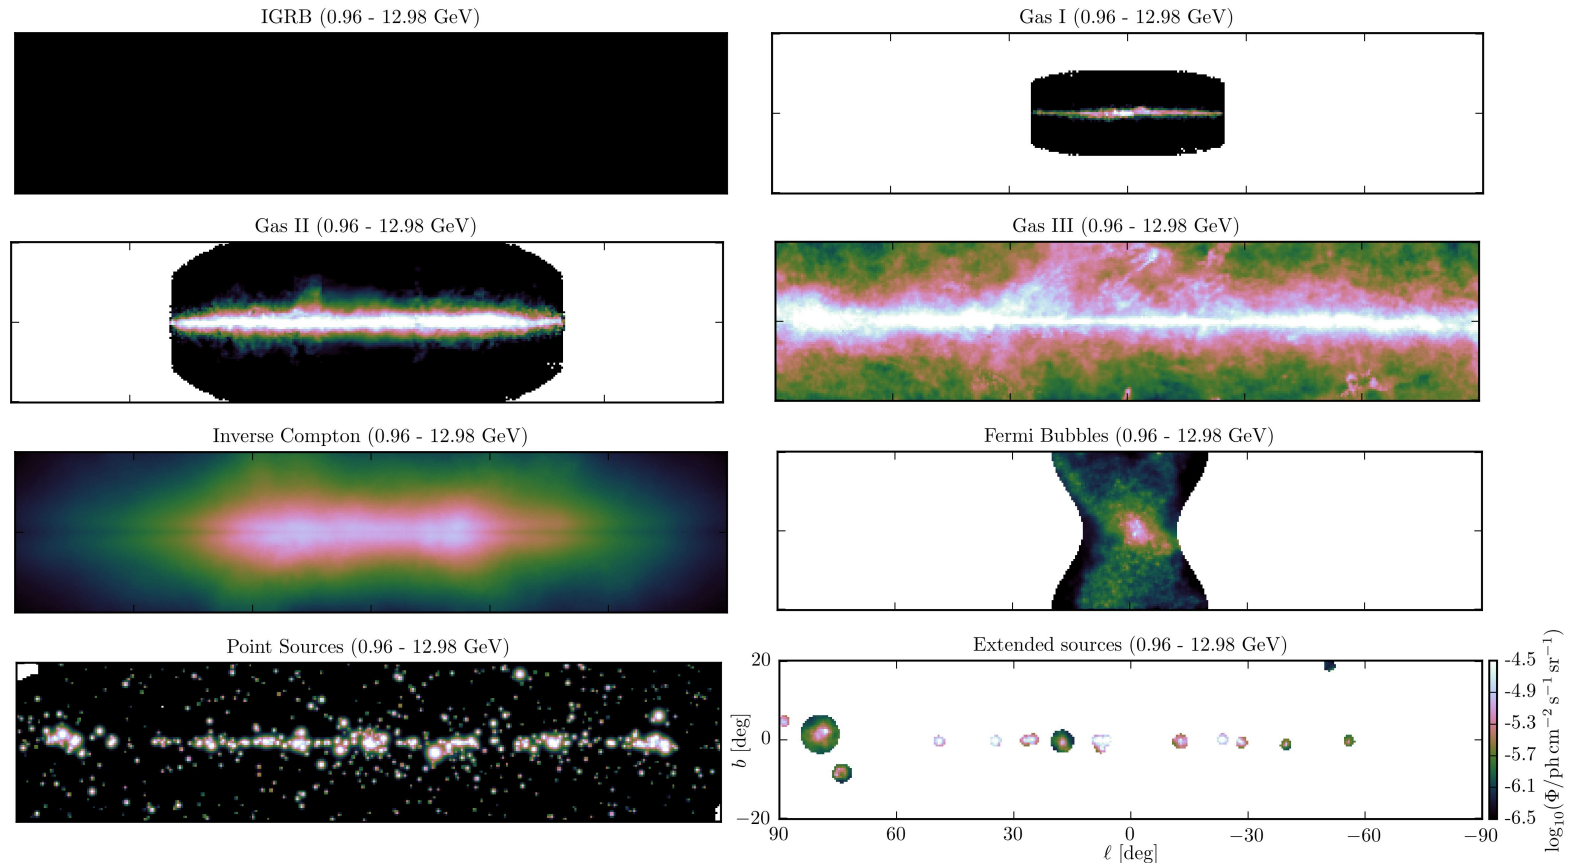 IGRB (0.96 - 12.98 GeV)
Gas I (0.96 - 12.98 GeV)
Gas II (0.96 - 12.98 GeV)
Gas III (0.96 - 12.98 GeV)
Inverse Compton (0.96 - 12.98 GeV)
Fermi Bubbles (0.96 - 12.98 GeV)
Point Sources (0.96 - 12.98 GeV)
Extended sources (0.96 - 12.98 GeV)
20
0
−20
b [deg]
90 60 30 0 −30 −60 −90
ℓ [deg]
-4.5
-4.9
-5.3
-5.7
-6.1
-6.5
log₁₀(Φ/ph cm⁻² s⁻¹ sr⁻¹)